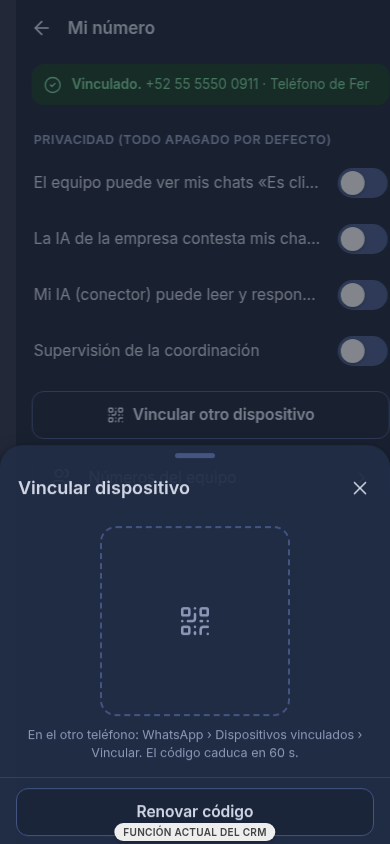 Mi número
Vinculado. +52 55 5550 0911 · Teléfono de Fer
PRIVACIDAD (TODO APAGADO POR DEFECTO)
El equipo puede ver mis chats «Es cli...
La IA de la empresa contesta mis cha...
Mi IA (conector) puede leer y respon...
Supervisión de la coordinación
Vincular otro dispositivo
Números del equipo
Vincular dispositivo
En el otro teléfono: WhatsApp › Dispositivos vinculados ›
Vincular. El código caduca en 60 s.
Renovar código
FUNCIÓN ACTUAL DEL CRM